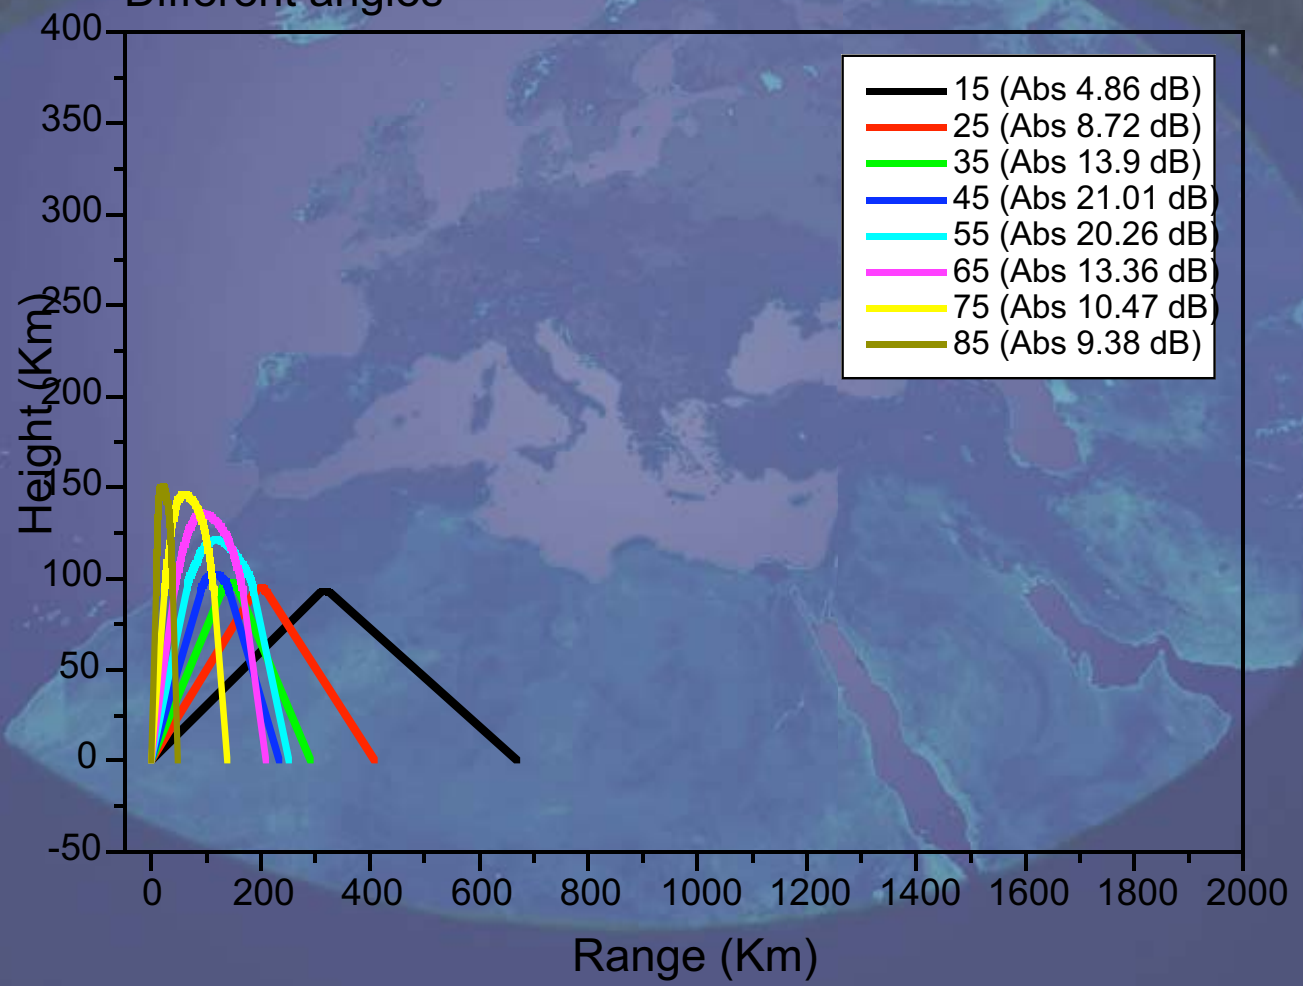 Different angles
400
350
300
250
200
150
100
50
0
-50
Height (Km)
15 (Abs 4.86 dB)
25 (Abs 8.72 dB)
35 (Abs 13.9 dB)
45 (Abs 21.01 dB)
55 (Abs 20.26 dB)
65 (Abs 13.36 dB)
75 (Abs 10.47 dB)
85 (Abs 9.38 dB)
0 200 400 600 800 1000 1200 1400 1600 1800 2000
Range (Km)